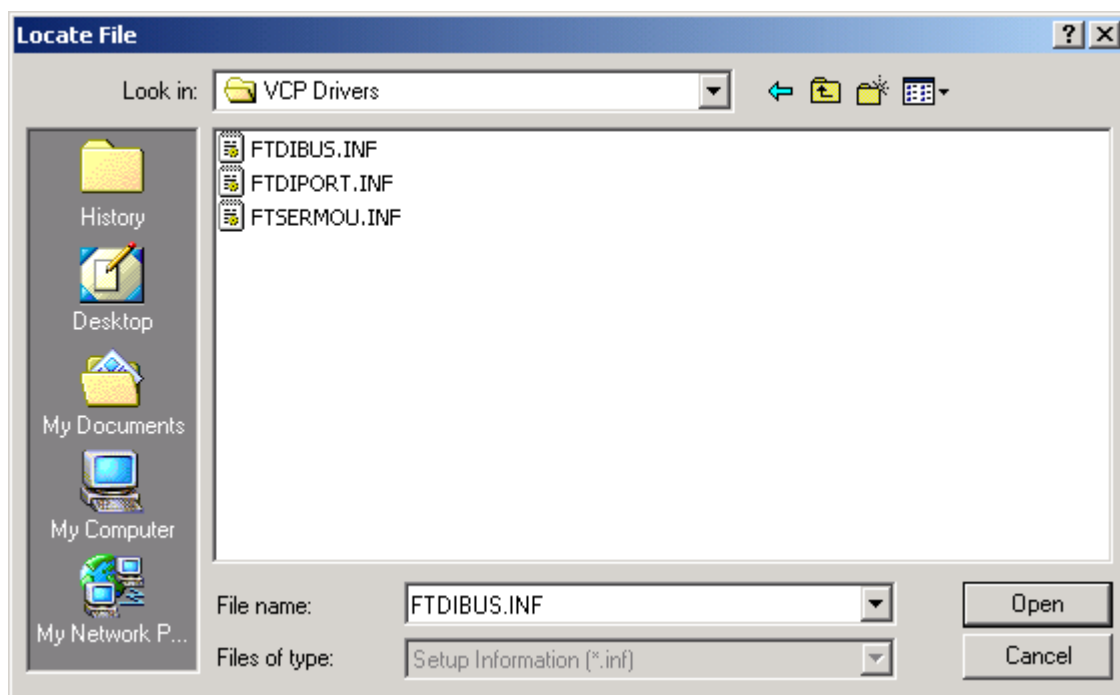 Locate File
Look in: VCP Drivers
FTDIBUS.INF
FTDIPORT.INF
FTSERMOU.INF
History
Desktop
My Documents
My Computer
My Network P...
File name: FTDIBUS.INF Open
Files of type: Setup Information (*.inf) Cancel